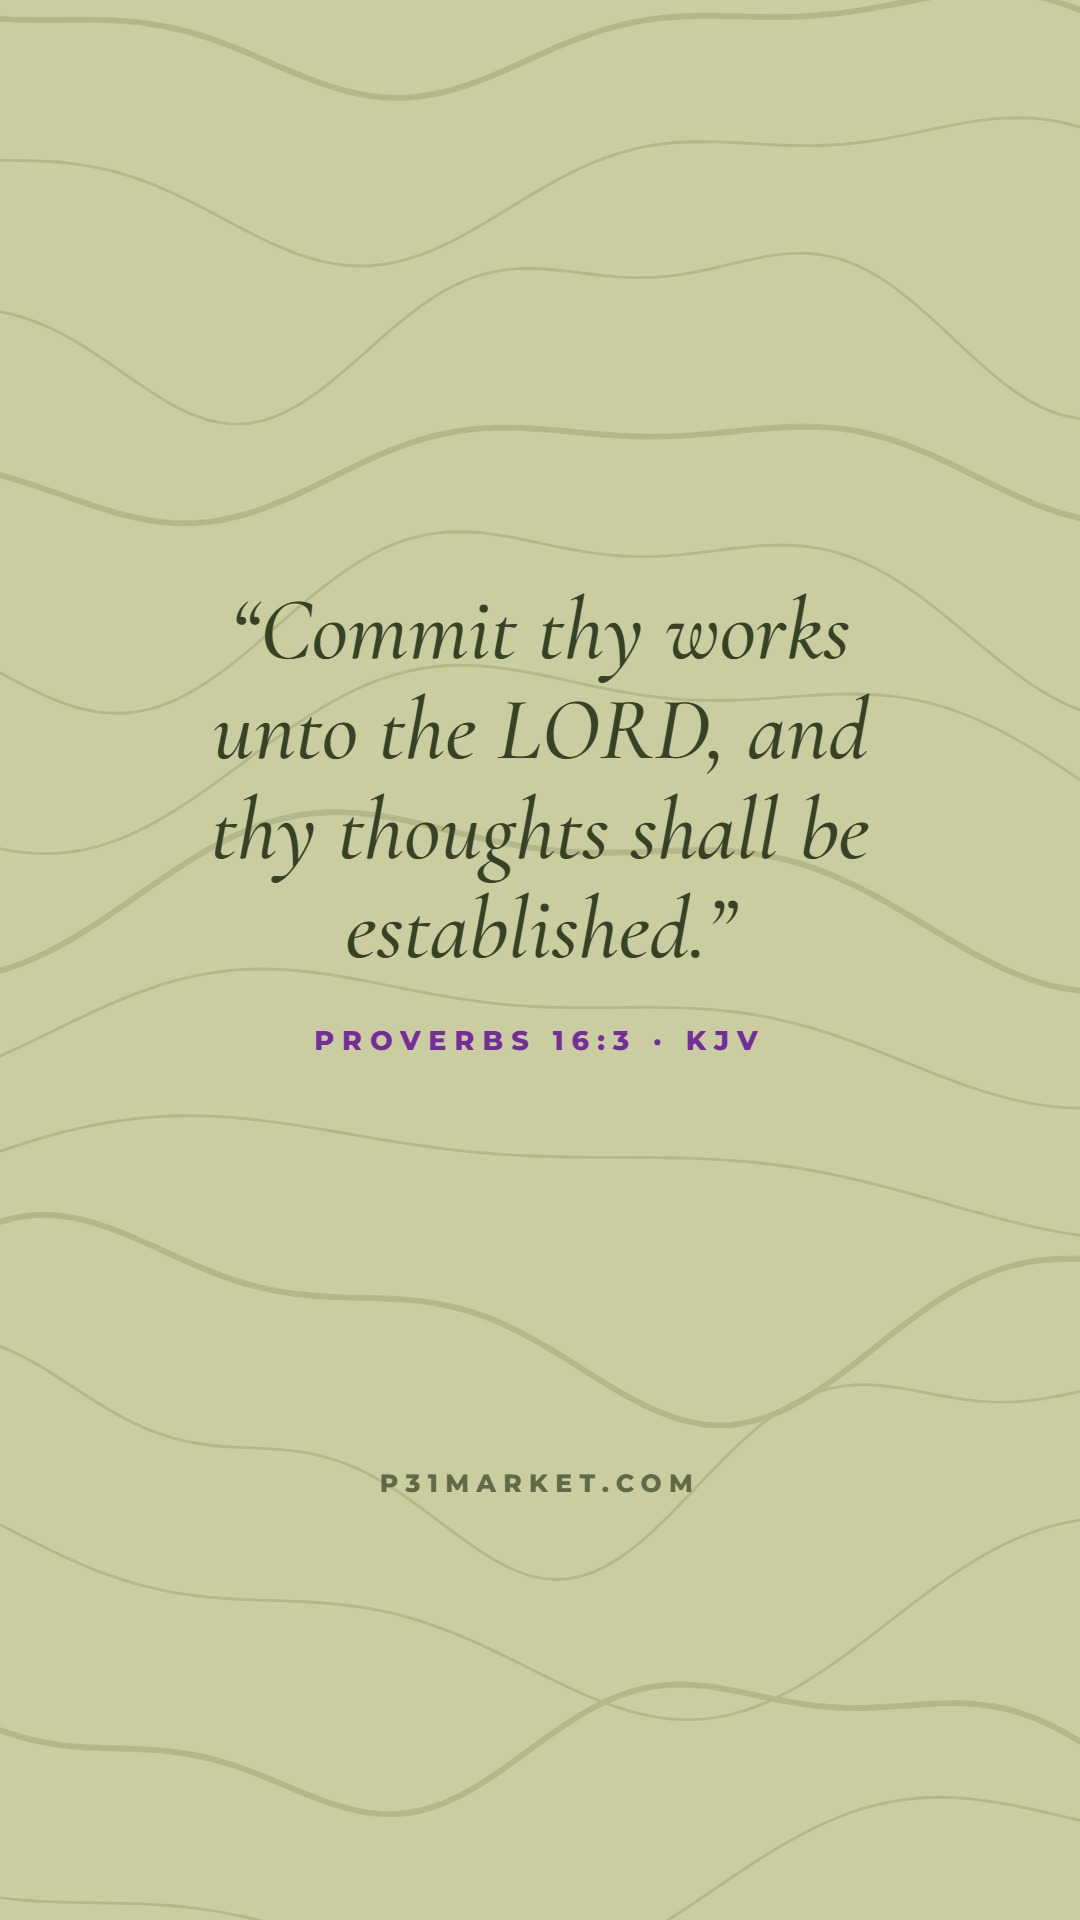 “Commit thy works
unto the LORD, and
thy thoughts shall be
established.”
PROVERBS 16:3 · KJV
P31MARKET.COM